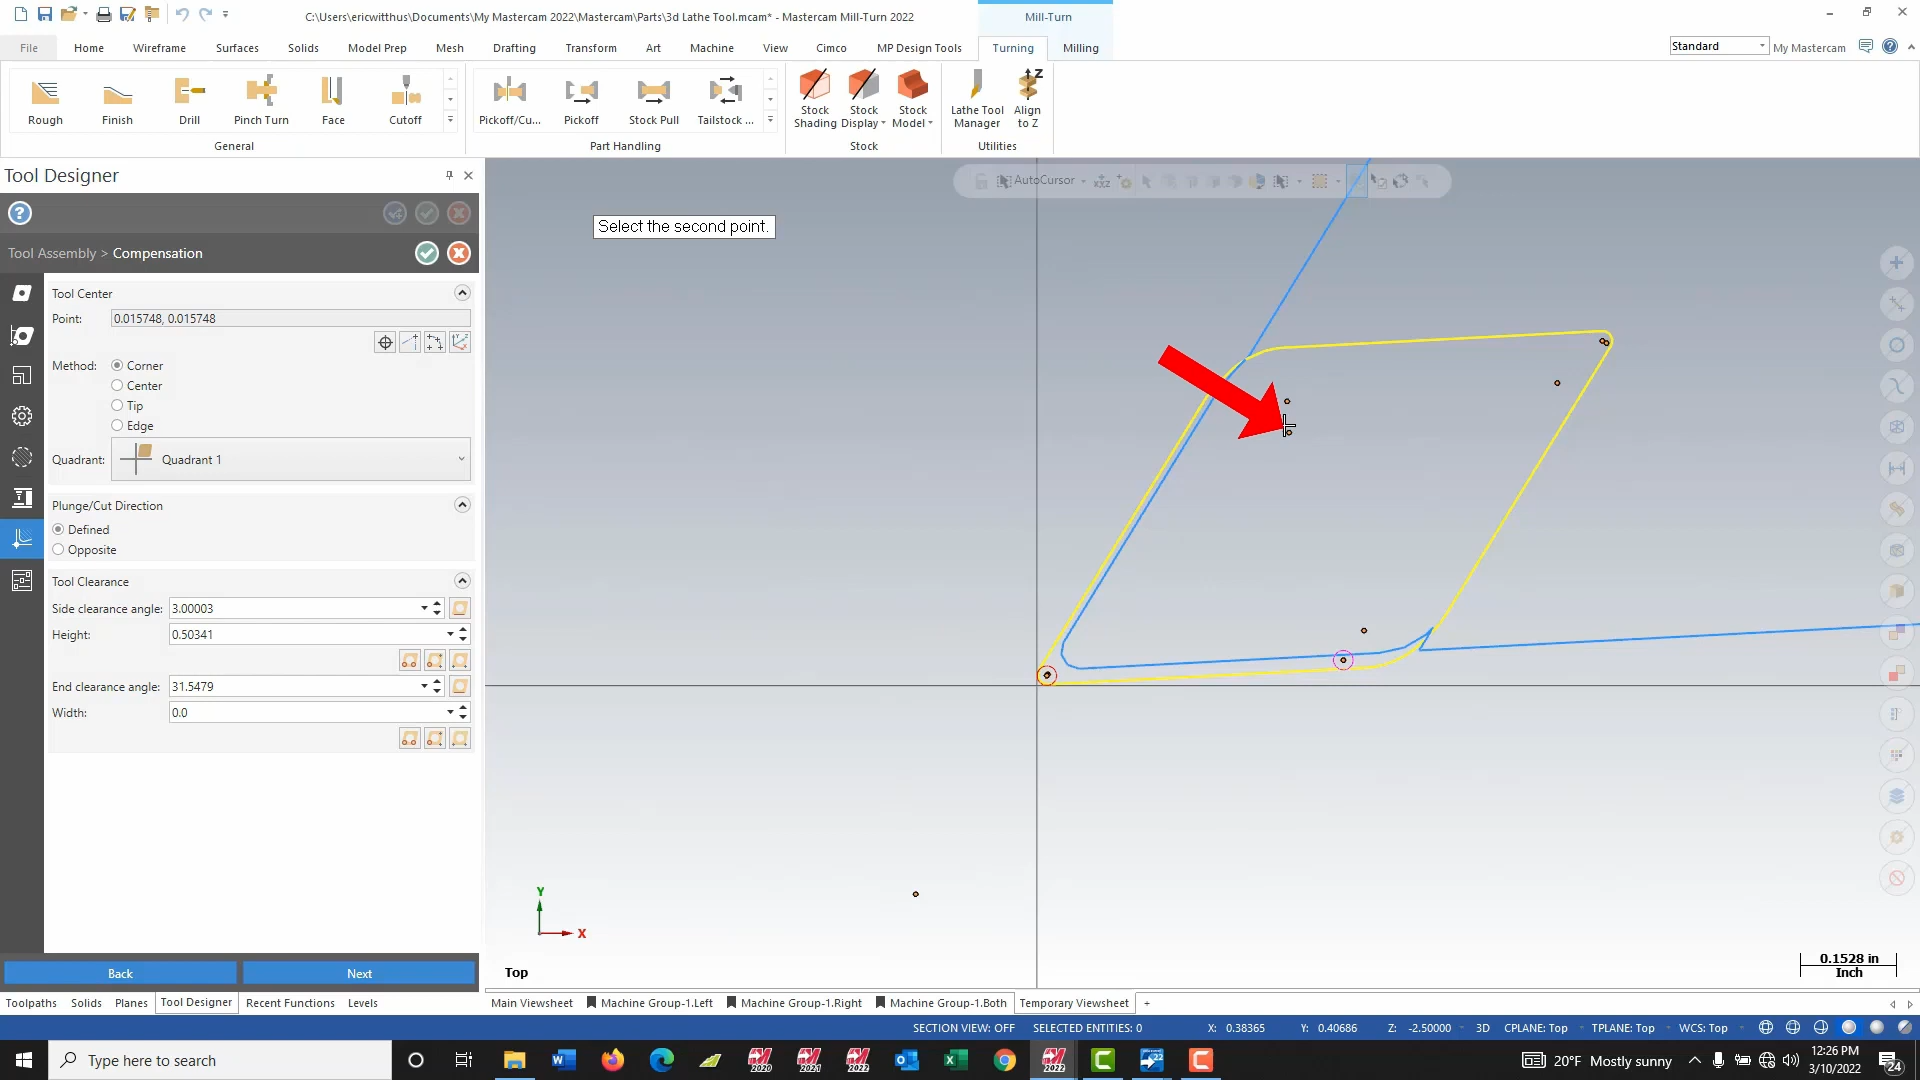 C:\Users\ericwitthus\Documents\My Mastercam 2022\Mastercam\Parts\3d Lathe Tool.mcam* - Mastercam Mill-Turn 2022
Mill-Turn
File Home Wireframe Surfaces Solids Model Prep Mesh Drafting Transform Art Machine View Cimco MP Design Tools Turning Milling
Standard My Mastercam
Rough Finish Drill Pinch Turn Face Cutoff
General
Pickoff/Cu... Pickoff Stock Pull Tailstock ...
Part Handling
Stock Shading
Stock Display
Stock Model
Stock
Lathe Tool Manager
Align to Z
Utilities
Tool Designer
Tool Assembly > Compensation
Tool Center
Point: 0.015748, 0.015748
Method: Corner
Center
Tip
Edge
Quadrant: Quadrant 1
Plunge/Cut Direction
Defined
Opposite
Tool Clearance
Side clearance angle: 3.00003
Height: 0.50341
End clearance angle: 31.5479
Width: 0.0
Back Next
Toolpaths Solids Planes Tool Designer Recent Functions Levels
AutoCursor
Select the second point.
Y
X
Top
0.1528 in
Inch
Main Viewsheet Machine Group-1.Left Machine Group-1.Right Machine Group-1.Both Temporary Viewsheet +
SECTION VIEW: OFF SELECTED ENTITIES: 0 X: 0.38365 Y: 0.40686 Z: -2.50000 3D CPLANE: Top TPLANE: Top WCS: Top
Type here to search
2020 2021 2022 2022 22
20°F Mostly sunny
12:26 PM
3/10/2022
24